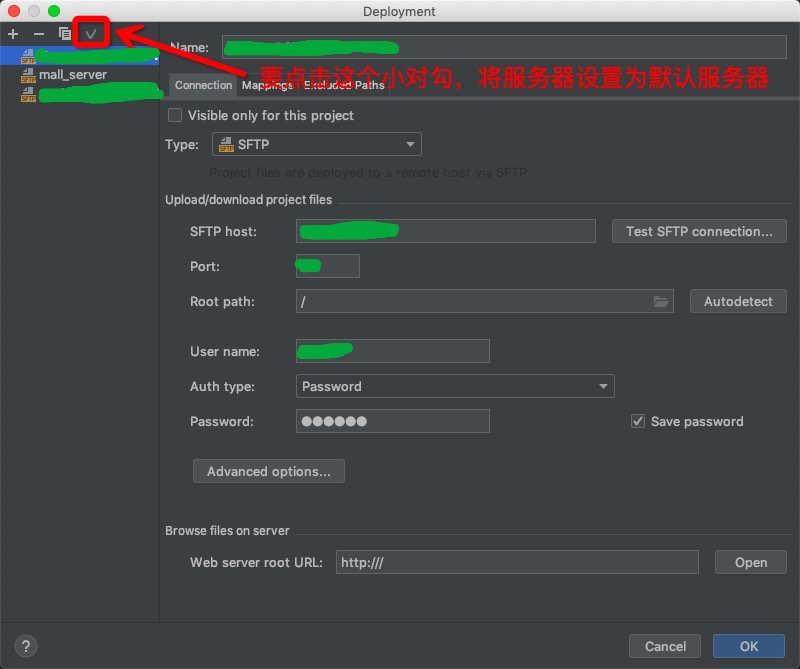 Deployment
Name:
要点击这个小对勾，将服务器设置为默认服务器
mall_server
Connection Mappings Excluded Paths
Visible only for this project
Type: SFTP
Project files are deployed to a remote host via SFTP
Upload/download project files
SFTP host: Test SFTP connection...
Port:
Root path: / Autodetect
User name:
Auth type: Password
Password: ●●●●●● Save password
Advanced options...
Browse files on server
Web server root URL: http:/// Open
? Cancel OK